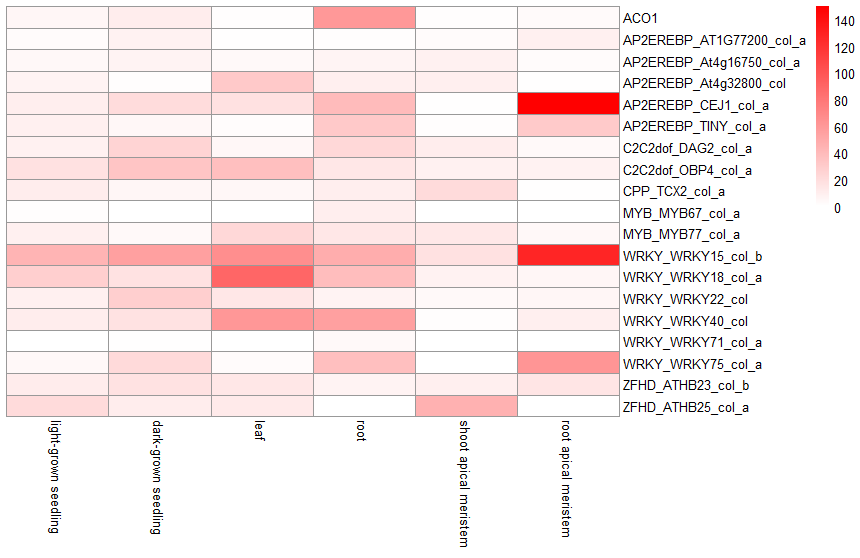 ACO1
AP2EREBP_AT1G77200_col_a
AP2EREBP_At4g16750_col_a
AP2EREBP_At4g32800_col
AP2EREBP_CEJ1_col_a
AP2EREBP_TINY_col_a
C2C2dof_DAG2_col_a
C2C2dof_OBP4_col_a
CPP_TCX2_col_a
MYB_MYB67_col_a
MYB_MYB77_col_a
WRKY_WRKY15_col_b
WRKY_WRKY18_col_a
WRKY_WRKY22_col
WRKY_WRKY40_col
WRKY_WRKY71_col_a
WRKY_WRKY75_col_a
ZFHD_ATHB23_col_b
ZFHD_ATHB25_col_a
140
120
100
80
60
40
20
0
light-grown seedling
dark-grown seedling
leaf
root
shoot apical meristem
root apical meristem